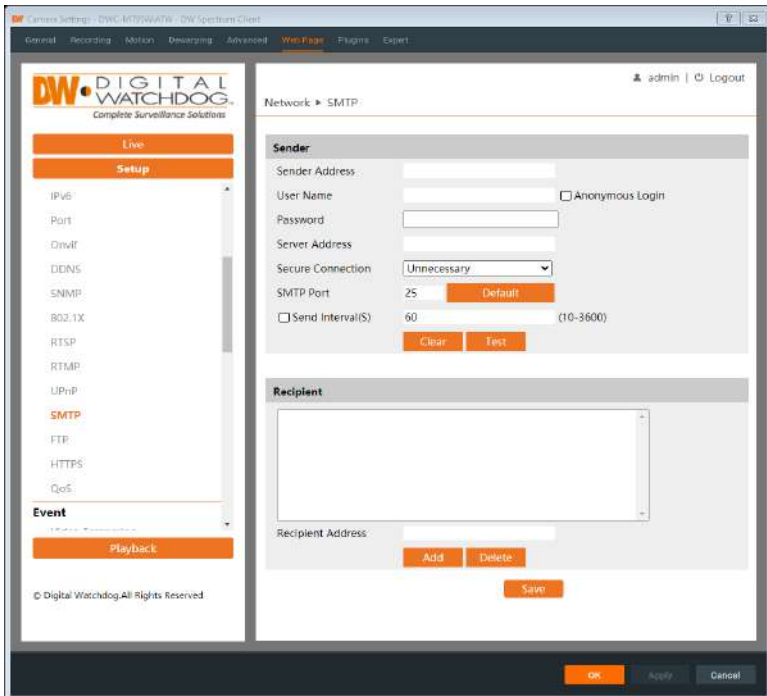 Camera Settings - DWC-MT95WiATW - DW Spectrum Client
General Recording Motion Dewarping Advanced Web Page Plugins Expert
DW DIGITAL
WATCHDOG
Complete Surveillance Solutions
admin | Logout
Network ▸ SMTP
Live
Setup
IPv6
Port
Onvif
DDNS
SNMP
802.1X
RTSP
RTMP
UPnP
SMTP
FTP
HTTPS
QoS
Event
Playback
© Digital Watchdog.All Rights Reserved
Sender
Sender Address
User Name Anonymous Login
Password
Server Address
Secure Connection Unnecessary
SMTP Port 25 Default
Send Interval(S) 60 (10-3600)
Clear Test
Recipient
Recipient Address
Add Delete
Save
OK Apply Cancel